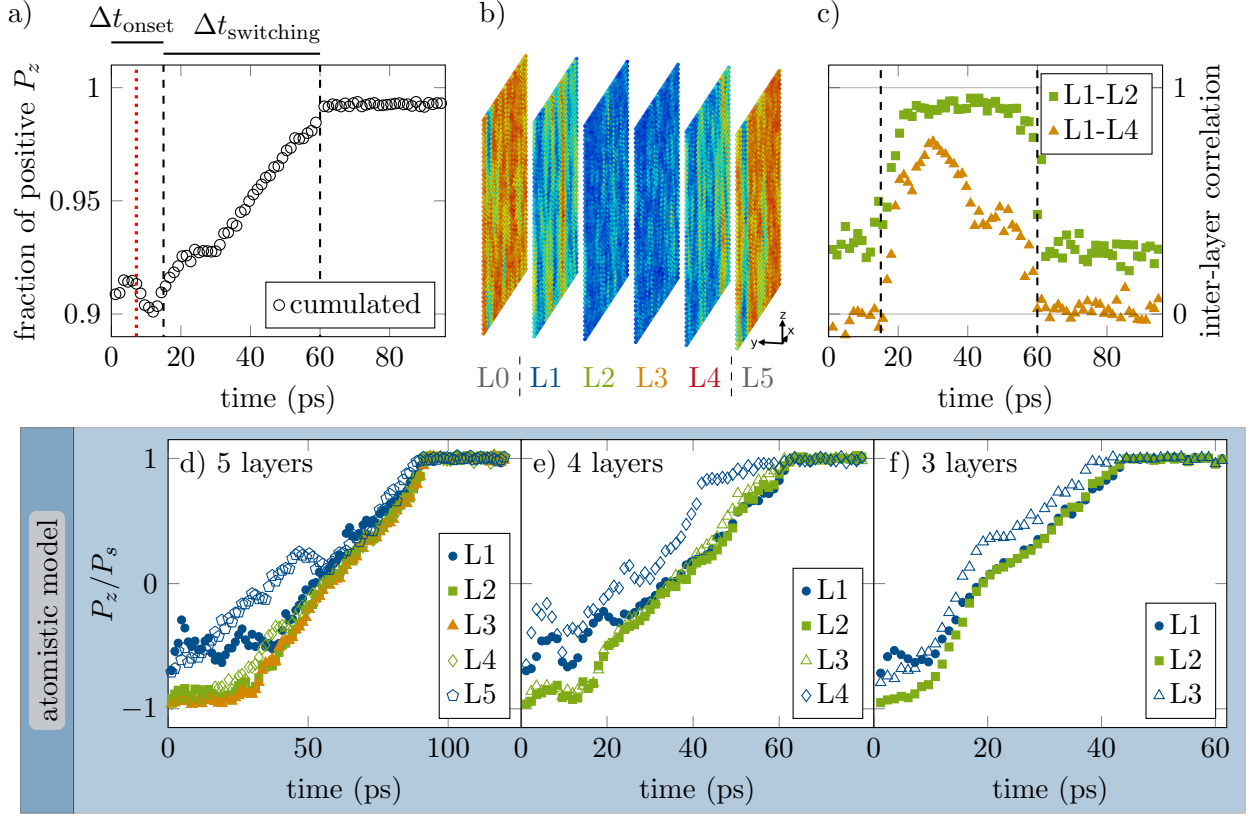 a)
Δt_onset
Δt_switching
fraction of positive P_z
1
0.95
0.9
cumulated
0 20 40 60 80
time (ps)
b)
z
x
y
L0 L1 L2 L3 L4 L5
c)
L1-L2
L1-L4
1
0
inter-layer correlation
0 20 40 60 80
time (ps)
atomistic model
P_z/P_s
1
0
−1
d) 5 layers
L1
L2
L3
L4
L5
0 50 100
time (ps)
e) 4 layers
L1
L2
L3
L4
0 20 40 60
time (ps)
f) 3 layers
L1
L2
L3
0 20 40 60
time (ps)